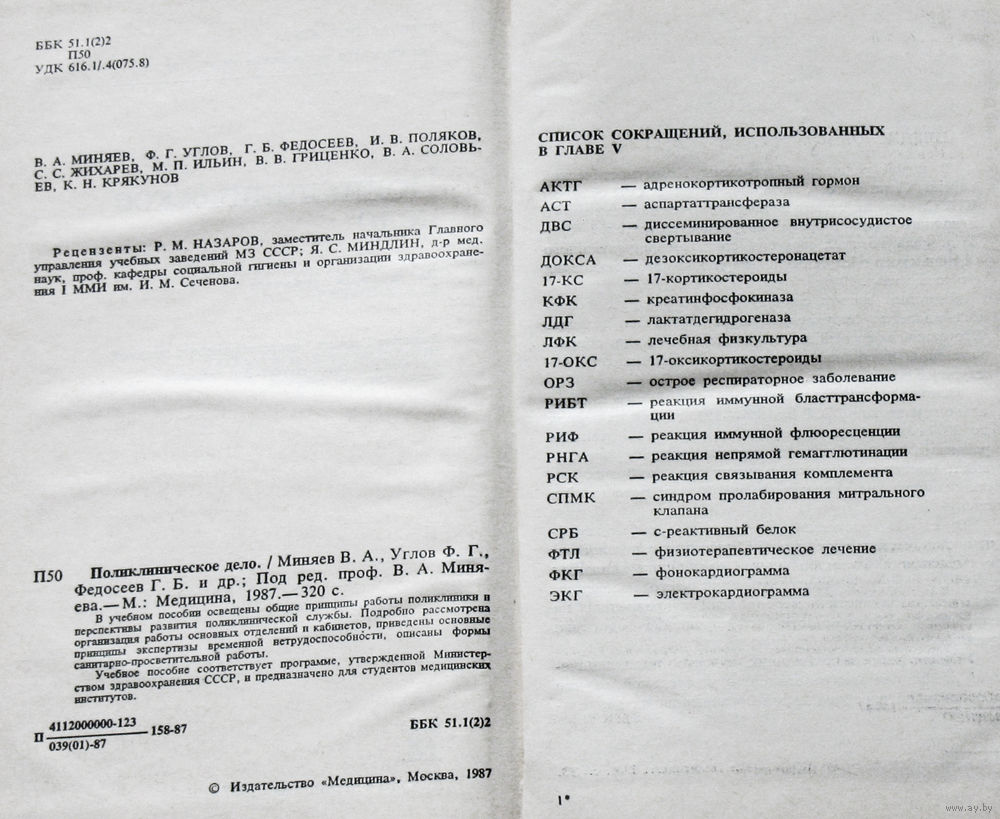 ББК 51.1(2)2
П50
УДК 616.1/.4(075.8)
В. А. МИНЯЕВ, Ф. Г. УГЛОВ, Г. Б. ФЕДОСЕЕВ, И. В. ПОЛЯКОВ,
С. С. ЖИХАРЕВ, М. П. ИЛЬИН, В. В. ГРИЦЕНКО, В. А. СОЛОВЬ-
ЕВ, К. Н. КРЯКУНОВ
Рецензенты: Р. М. НАЗАРОВ, заместитель начальника Главного
управления учебных заведений МЗ СССР; Я. С. МИНДЛИН, д-р мед.
наук, проф. кафедры социальной гигиены и организации здравоохране-
ния I ММИ им. И. М. Сеченова.
П50 Поликлиническое дело. / Миняев В. А., Углов Ф. Г.,
Федосеев Г. Б. и др.; Под ред. проф. В. А. Миня-
ева.— М.: Медицина, 1987.— 320 с.
В учебном пособии освещены общие принципы работы поликлиники и
перспективы развития поликлинической службы. Подробно рассмотрена
организация работы основных отделений и кабинетов, приведены основные
принципы экспертизы временной нетрудоспособности, описаны формы
санитарно-просветительной работы.
Учебное пособие соответствует программе, утвержденной Министер-
ством здравоохранения СССР, и предназначено для студентов медицинских
институтов.
4112000000-123
П 158-87
039(01)-87
ББК 51.1(2)2
© Издательство «Медицина», Москва, 1987
СПИСОК СОКРАЩЕНИЙ, ИСПОЛЬЗОВАННЫХ
В ГЛАВЕ V
АКТГ — адренокортикотропный гормон
АСТ — аспартаттрансфераза
ДВС — диссеминированное внутрисосудистое
свертывание
ДОКСА — дезоксикортикостеронацетат
17-КС — 17-кортикостероиды
КФК — креатинфосфокиназа
ЛДГ — лактатдегидрогеназа
ЛФК — лечебная физкультура
17-ОКС — 17-оксикортикостероиды
ОРЗ — острое респираторное заболевание
РИБТ — реакция иммунной бласттрансформа-
ции
РИФ — реакция иммунной флюоресценции
РНГА — реакция непрямой гемагглютинации
РСК — реакция связывания комплемента
СПМК — синдром пролабирования митрального
клапана
СРБ — с-реактивный белок
ФТЛ — физиотерапевтическое лечение
ФКГ — фонокардиограмма
ЭКГ — электрокардиограмма
1*
www.ay.by